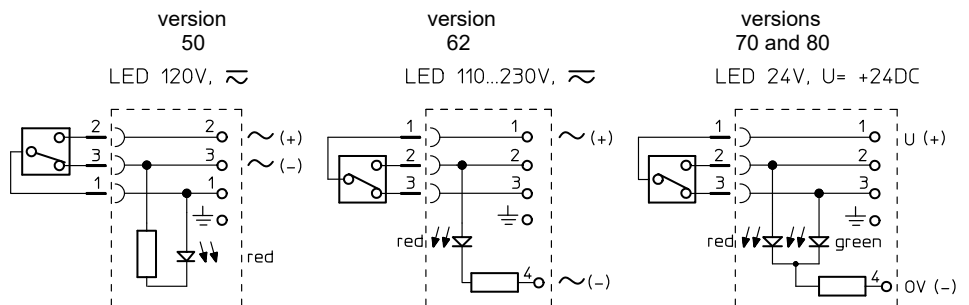 version
50
LED 120V, ⎓
version
62
LED 110...230V, ⎓
versions
70 and 80
LED 24V, U= +24DC
2 2 ~ (+)
3 3 ~ (-)
1 1
red
1 1 ~ (+)
2 2
3 3
red
4 ~ (-)
1 1 U (+)
2 2
3 3
red green
4 0V (-)